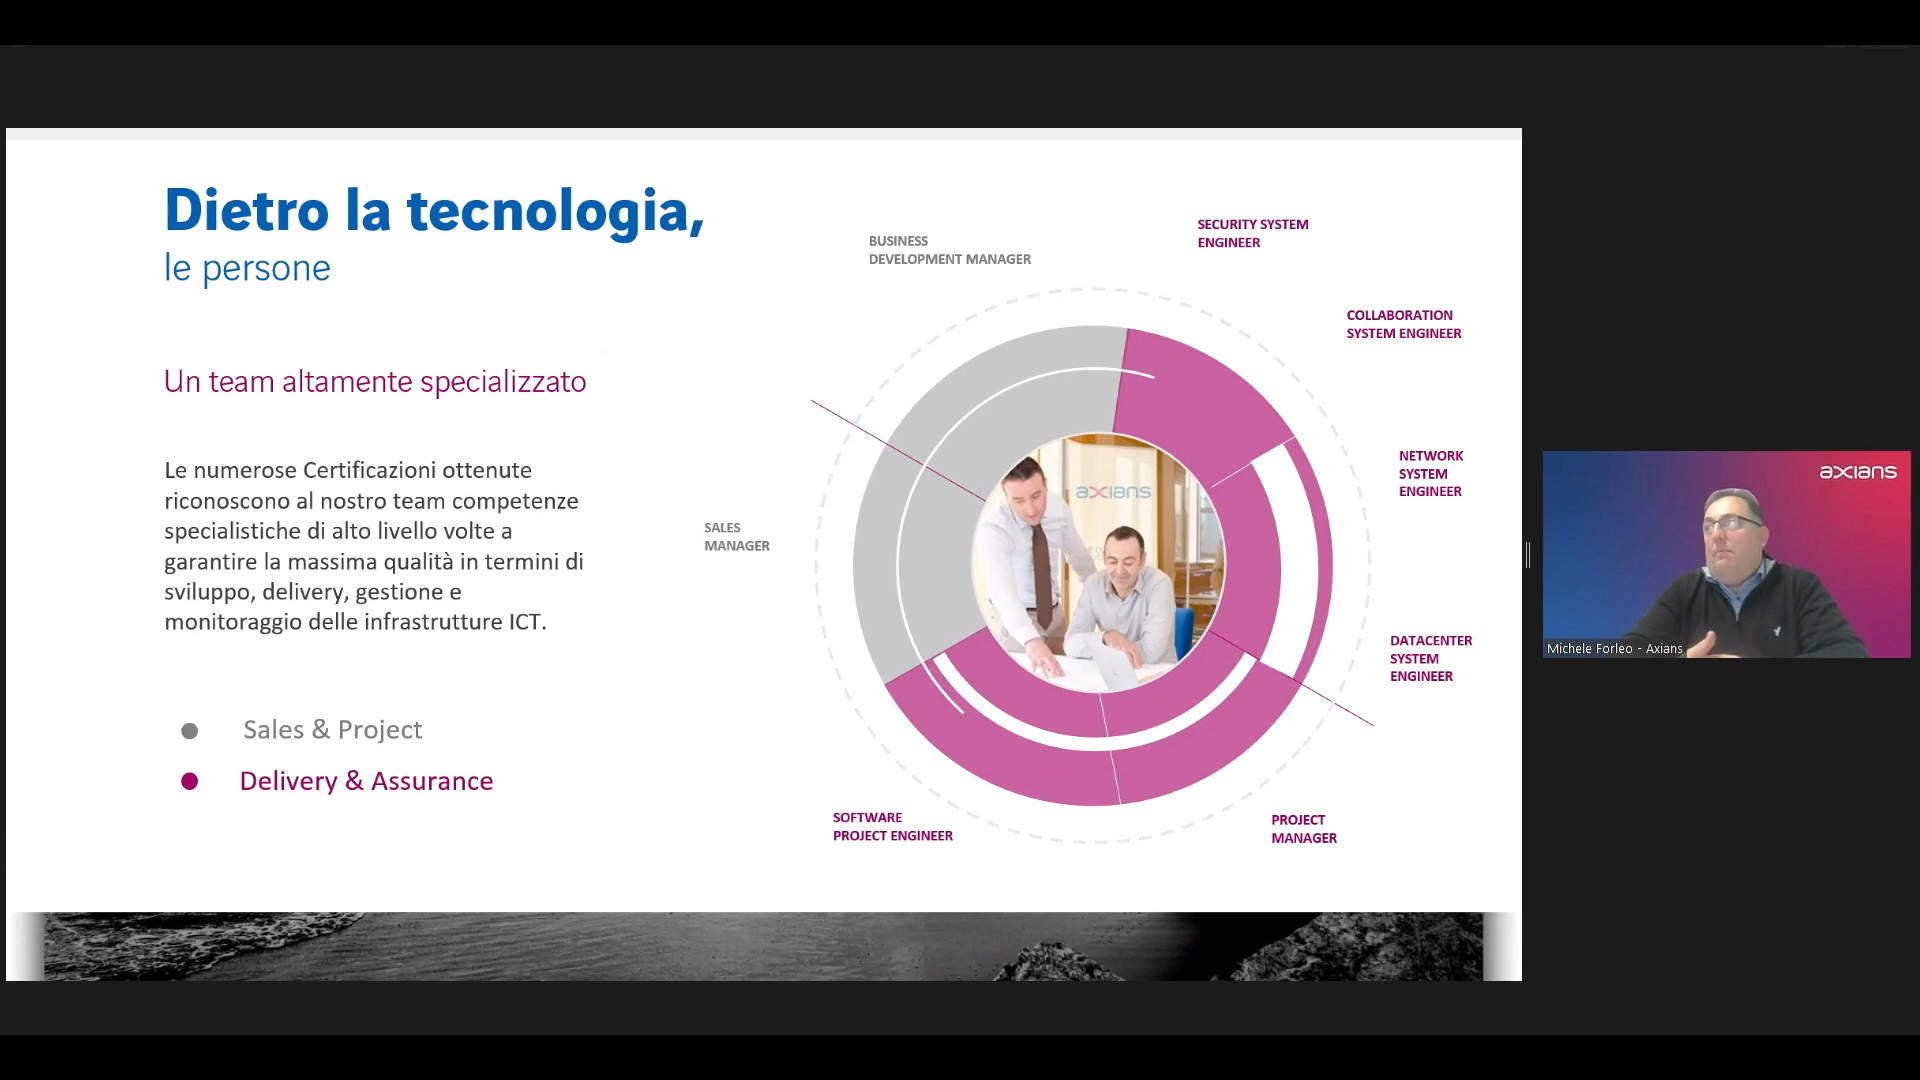 Dietro la tecnologia,
le persone
Un team altamente specializzato
Le numerose Certificazioni ottenute
riconoscono al nostro team competenze
specialistiche di alto livello volte a
garantire la massima qualità in termini di
sviluppo, delivery, gestione e
monitoraggio delle infrastrutture ICT.
Sales & Project
Delivery & Assurance
BUSINESS
DEVELOPMENT MANAGER
SECURITY SYSTEM
ENGINEER
COLLABORATION
SYSTEM ENGINEER
NETWORK
SYSTEM
ENGINEER
SALES
MANAGER
axians
DATACENTER
SYSTEM
ENGINEER
SOFTWARE
PROJECT ENGINEER
PROJECT
MANAGER
axians
Michele Forleo - Axians